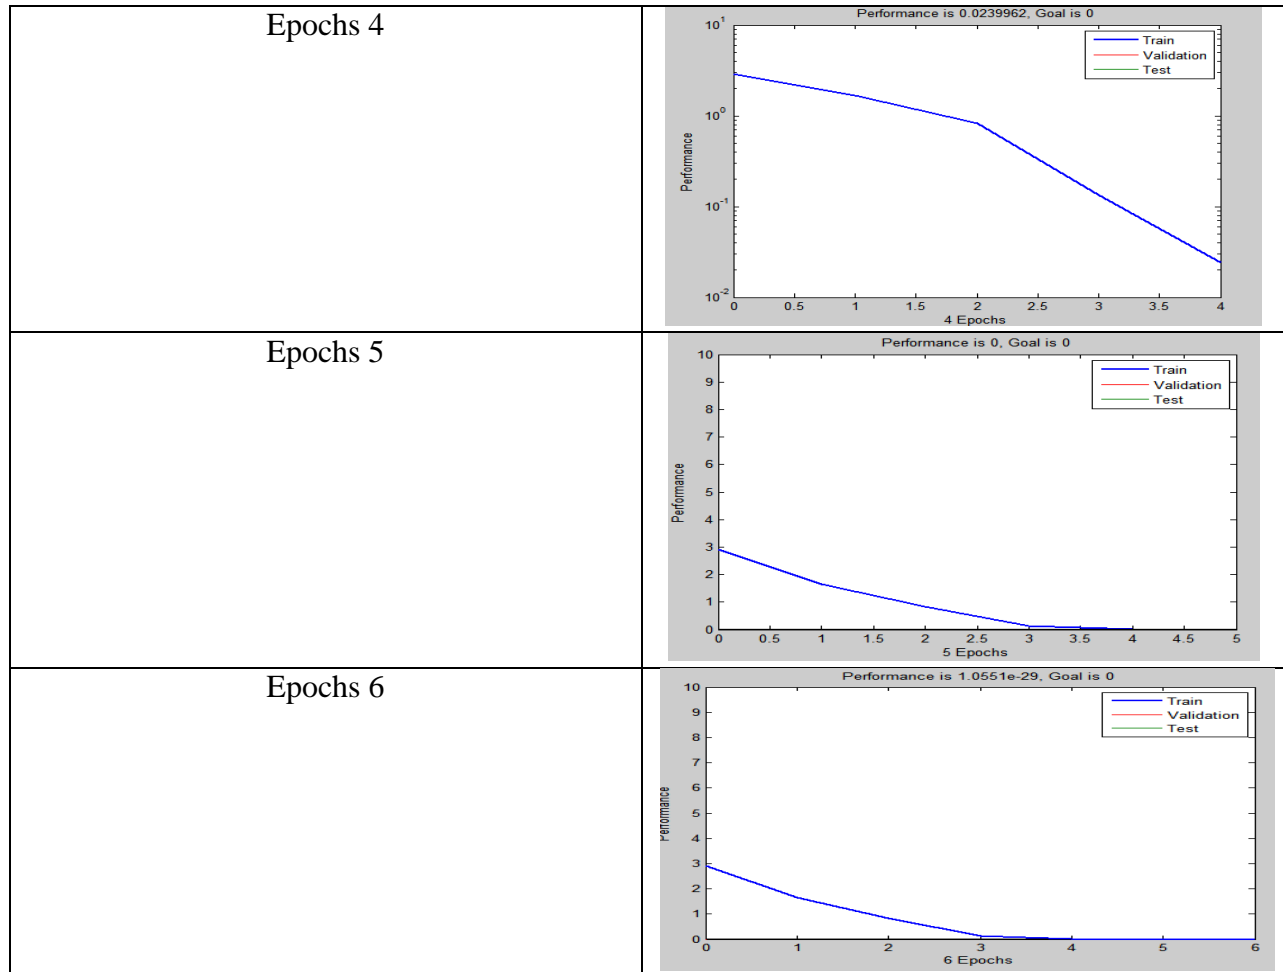 Epochs 4
Performance is 0.0239962, Goal is 0
Train
Validation
Test
Performance
10^1
10^0
10^-1
10^-2
0 0.5 1 1.5 2 2.5 3 3.5 4
4 Epochs
Epochs 5
Performance is 0, Goal is 0
Train
Validation
Test
Performance
10
9
8
7
6
5
4
3
2
1
0
0 0.5 1 1.5 2 2.5 3 3.5 4 4.5 5
5 Epochs
Epochs 6
Performance is 1.0551e-29, Goal is 0
Train
Validation
Test
Performance
10
9
8
7
6
5
4
3
2
1
0
0 1 2 3 4 5 6
6 Epochs